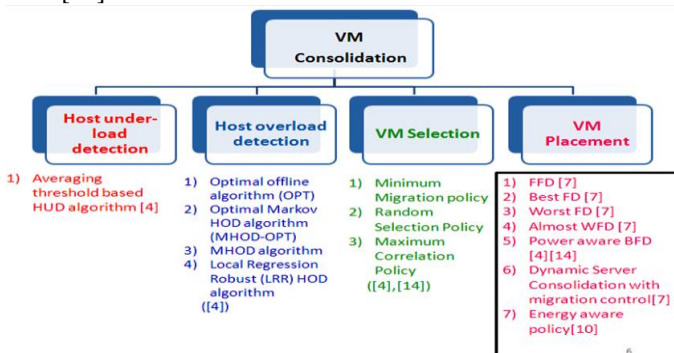 VM
Consolidation
Host under-
load
detection
Host overload
detection
VM Selection
VM
Placement
1) Averaging
threshold based
HUD algorithm [4]
1) Optimal offline
algorithm (OPT)
2) Optimal Markov
HOD algorithm
(MHOD-OPT)
3) MHOD algorithm
4) Local Regression
Robust (LRR) HOD
algorithm
([4])
1) Minimum
Migration policy
2) Random
Selection Policy
3) Maximum
Correlation
Policy
([4],[14])
1) FFD [7]
2) Best FD [7]
3) Worst FD [7]
4) Almost WFD [7]
5) Power aware BFD
[4][14]
6) Dynamic Server
Consolidation with
migration control[7]
7) Energy aware
policy[10]